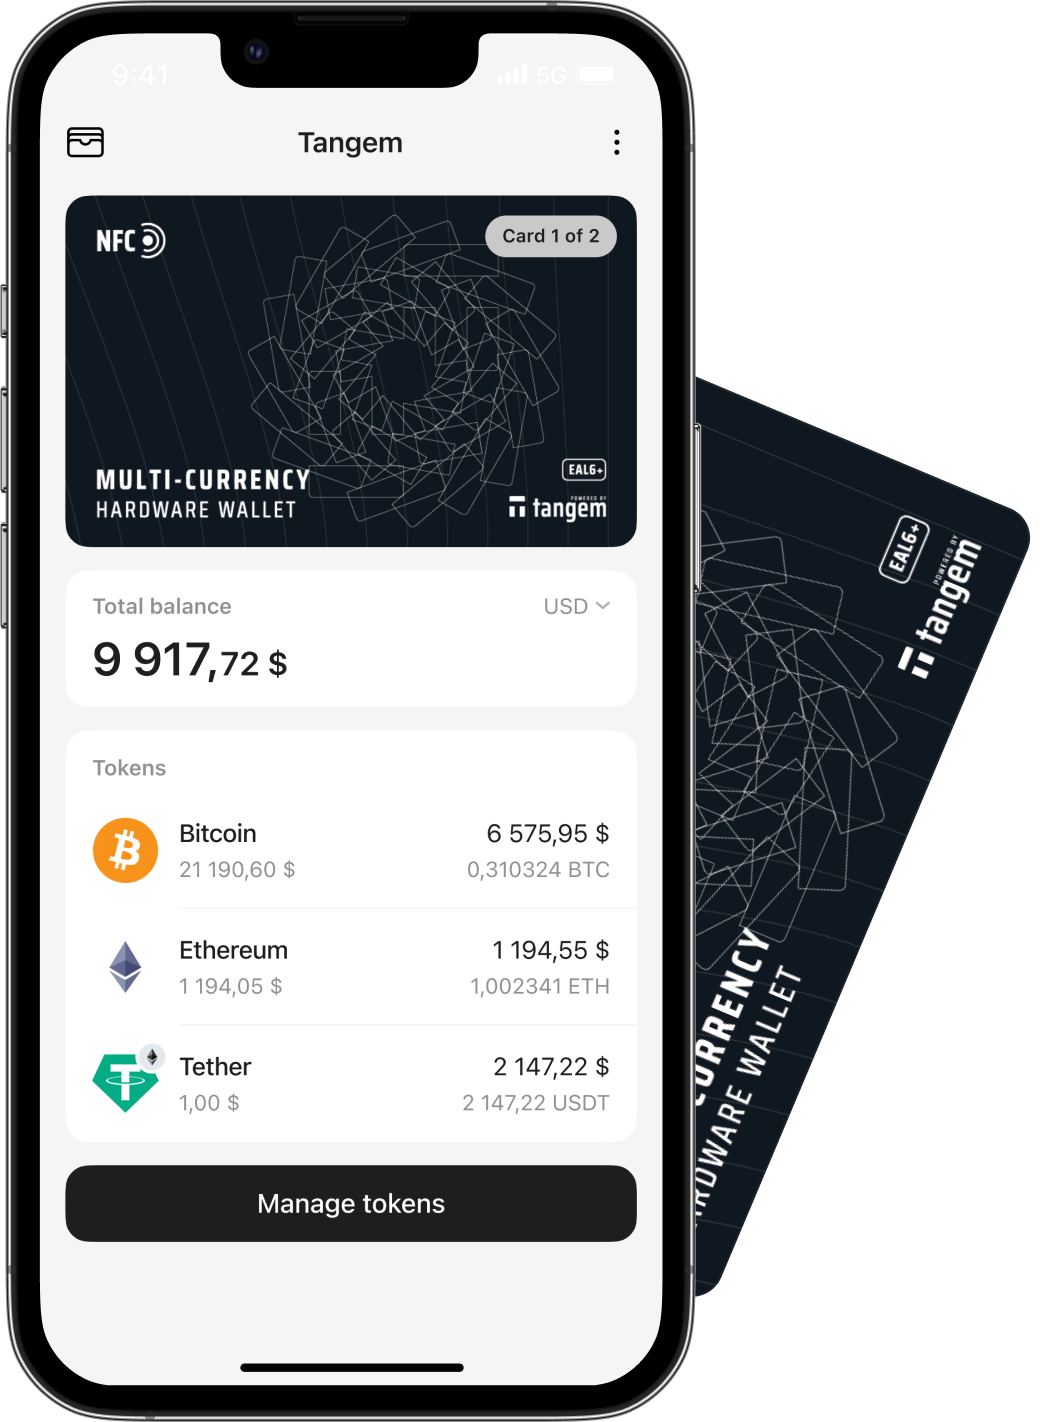 9:41
5G
Tangem
NFC
Card 1 of 2
EAL6+
MULTI-CURRENCY
HARDWARE WALLET
POWERED BY
tangem
Total balance
USD
9 917,72 $
Tokens
Bitcoin
6 575,95 $
21 190,60 $
0,310324 BTC
Ethereum
1 194,55 $
1 194,05 $
1,002341 ETH
Tether
2 147,22 $
1,00 $
2 147,22 USDT
Manage tokens
EAL6+
POWERED BY
tangem
CURRENCY
RDWARE WALLET